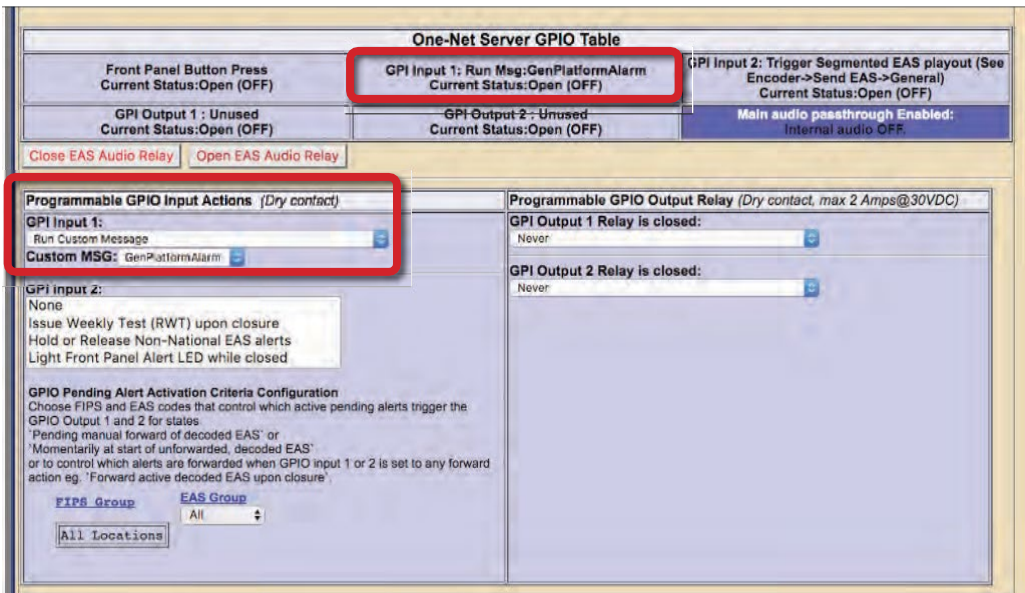 One-Net Server GPIO Table
Front Panel Button Press
Current Status:Open (OFF)
GPI Input 1: Run Msg:GenPlatformAlarm
Current Status:Open (OFF)
GPI Input 2: Trigger Segmented EAS playout (See
Encoder->Send EAS->General)
Current Status:Open (OFF)
GPI Output 1 : Unused
Current Status:Open (OFF)
GPI Output 2 : Unused
Current Status:Open (OFF)
Main audio passthrough Enabled:
Internal audio OFF.
Close EAS Audio Relay
Open EAS Audio Relay
Programmable GPIO Input Actions (Dry contact)
GPI Input 1:
Run Custom Message
Custom MSG: GenPlatformAlarm
GPI Input 2:
None
Issue Weekly Test (RWT) upon closure
Hold or Release Non-National EAS alerts
Light Front Panel Alert LED while closed
GPIO Pending Alert Activation Criteria Configuration
Choose FIPS and EAS codes that control which active pending alerts trigger the
GPIO Output 1 and 2 for states
`Pending manual forward of decoded EAS` or
`Momentarily at start of unforwarded, decoded EAS`
or to control which alerts are forwarded when GPIO input 1 or 2 is set to any forward
action eg. `Forward active decoded EAS upon closure`.
FIPS Group
EAS Group
All
All Locations
Programmable GPIO Output Relay (Dry contact, max 2 Amps@30VDC)
GPI Output 1 Relay is closed:
Never
GPI Output 2 Relay is closed:
Never